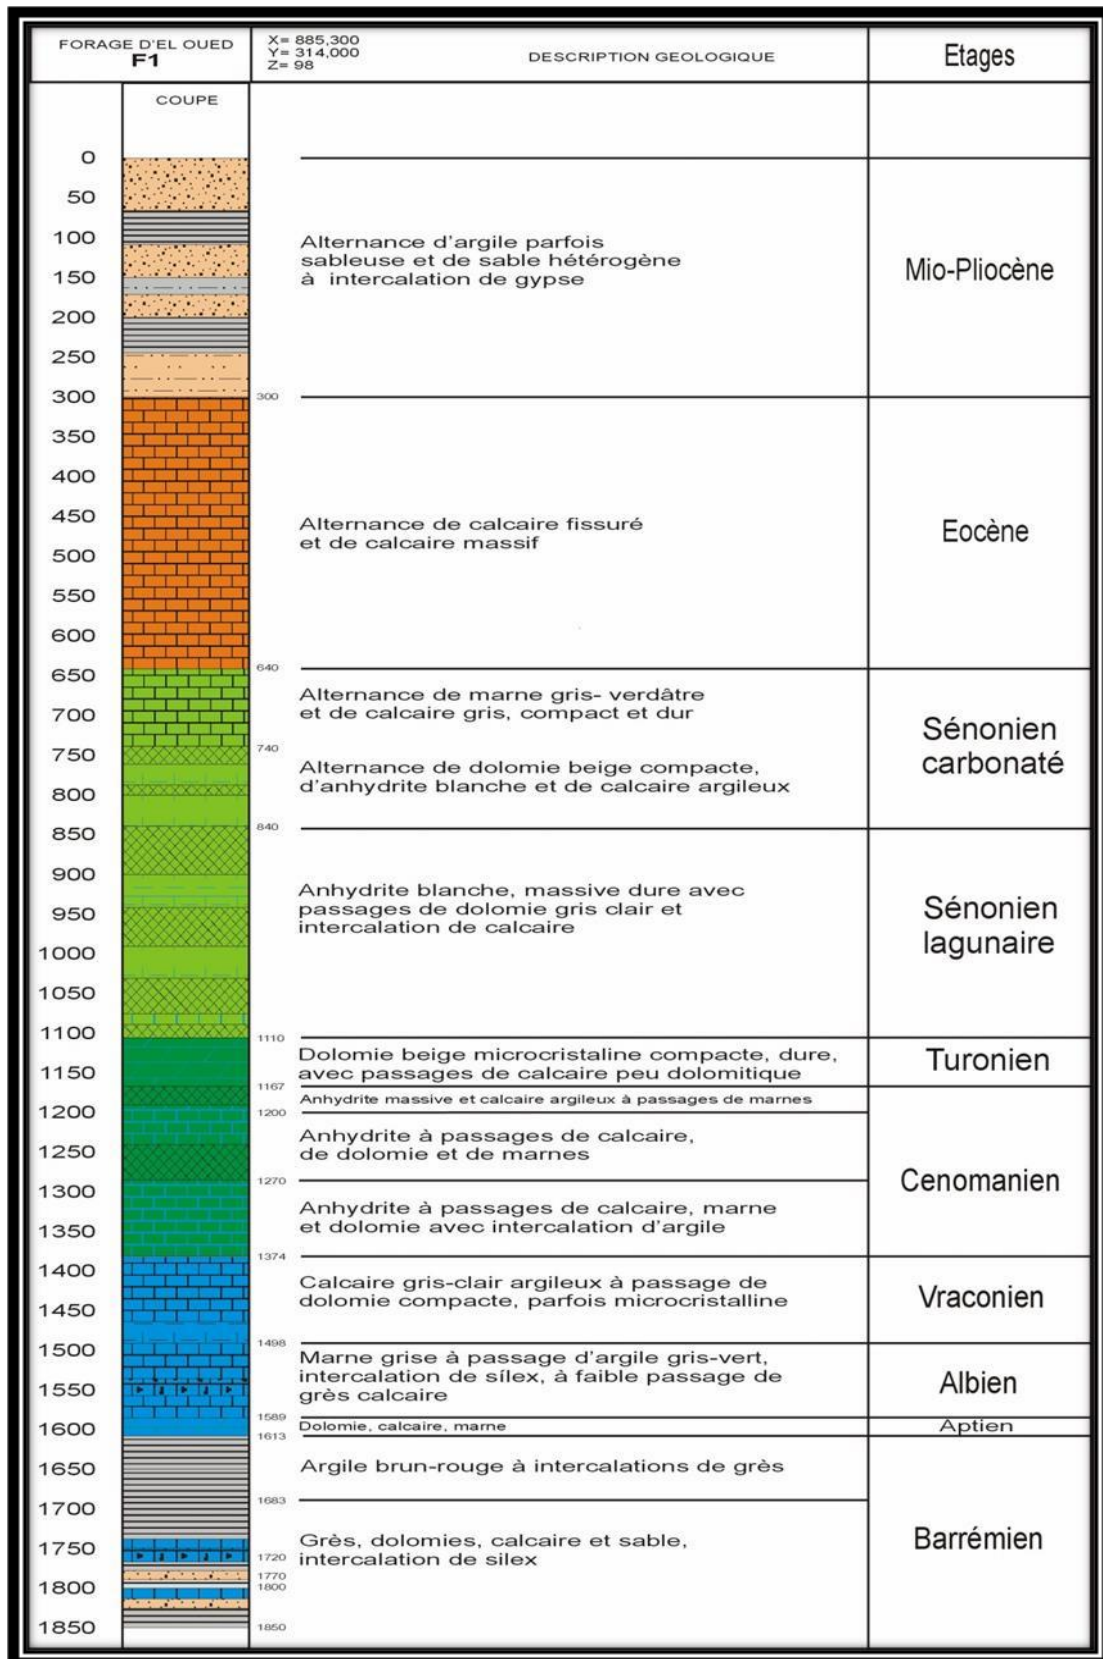 FORAGE D'EL OUED
F1
X= 885,300
Y= 314,000
Z= 98
DESCRIPTION GEOLOGIQUE
Etages
COUPE
0
50
100
150
200
250
300
350
400
450
500
550
600
650
700
750
800
850
900
950
1000
1050
1100
1150
1200
1250
1300
1350
1400
1450
1500
1550
1600
1650
1700
1750
1800
1850
300
640
740
840
1110
1167
1200
1270
1374
1498
1589
1613
1683
1720
1770
1800
1850
Alternance d'argile parfois
sableuse et de sable hétérogène
à intercalation de gypse
Mio-Pliocène
Alternance de calcaire fissuré
et de calcaire massif
Eocène
Alternance de marne gris- verdâtre
et de calcaire gris, compact et dur
Alternance de dolomie beige compacte,
d'anhydrite blanche et de calcaire argileux
Sénonien
carbonaté
Anhydrite blanche, massive dure avec
passages de dolomie gris clair et
intercalation de calcaire
Sénonien
lagunaire
Dolomie beige microcristaline compacte, dure,
avec passages de calcaire peu dolomitique
Turonien
Anhydrite massive et calcaire argileux à passages de marnes
Anhydrite à passages de calcaire,
de dolomie et de marnes
Anhydrite à passages de calcaire, marne
et dolomie avec intercalation d'argile
Cenomanien
Calcaire gris-clair argileux à passage de
dolomie compacte, parfois microcristalline
Vraconien
Marne grise à passage d'argile gris-vert,
intercalation de sílex, à faible passage de
grès calcaire
Albien
Dolomie, calcaire, marne
Aptien
Argile brun-rouge à intercalations de grès
Grès, dolomies, calcaire et sable,
intercalation de silex
Barrémien